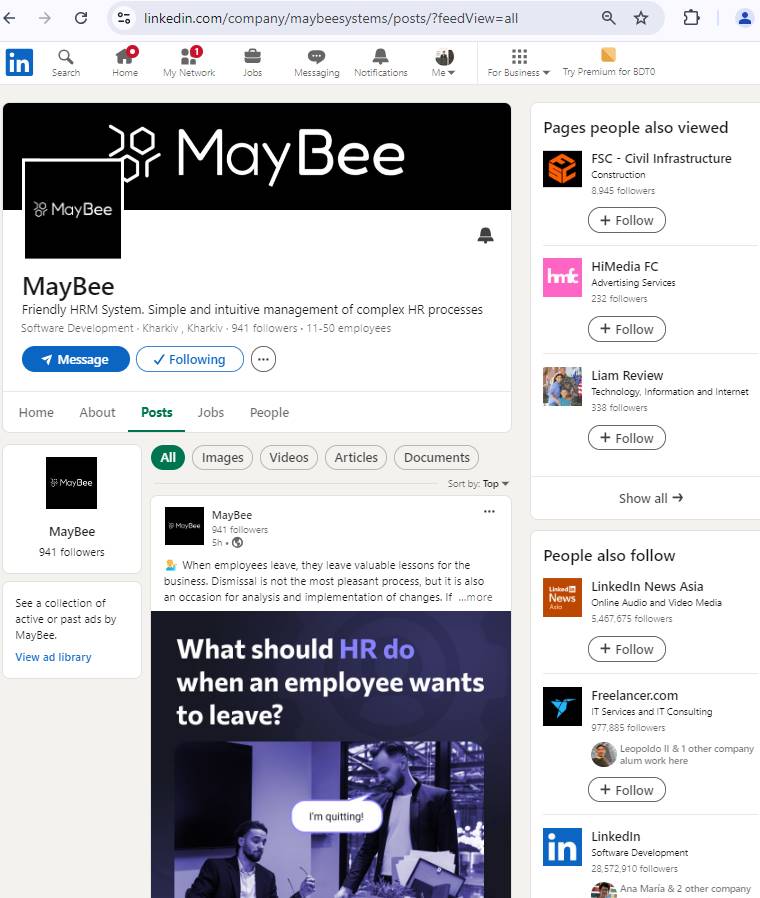 linkedin.com/company/maybeesystems/posts/?feedView=all
in
Search
Home
1
My Network
Jobs
Messaging
Notifications
Me
For Business
Try Premium for BDT0
MayBee
MayBee
MayBee
Friendly HRM System. Simple and intuitive management of complex HR processes
Software Development · Kharkiv , Kharkiv · 941 followers · 11-50 employees
Message
Following
Home
About
Posts
Jobs
People
MayBee
MayBee
941 followers
See a collection of
active or past ads by
MayBee.
View ad library
All
Images
Videos
Articles
Documents
Sort by: Top
MayBee
MayBee
941 followers
5h •
When employees leave, they leave valuable lessons for the
business. Dismissal is not the most pleasant process, but it is also
an occasion for analysis and implementation of changes. If ...more
What should HR do
when an employee wants
to leave?
I'm quitting!
Pages people also viewed
FSC - Civil Infrastructure
Construction
8,945 followers
+ Follow
hmfc
HiMedia FC
Advertising Services
232 followers
+ Follow
Liam Review
Technology, Information and Internet
338 followers
+ Follow
Show all →
People also follow
Linked in
News
Asia
LinkedIn News Asia
Online Audio and Video Media
5,467,675 followers
+ Follow
Freelancer.com
IT Services and IT Consulting
977,885 followers
Leopoldo II & 1 other company
alum work here
+ Follow
in
LinkedIn
Software Development
28,572,910 followers
Ana María & 2 other company